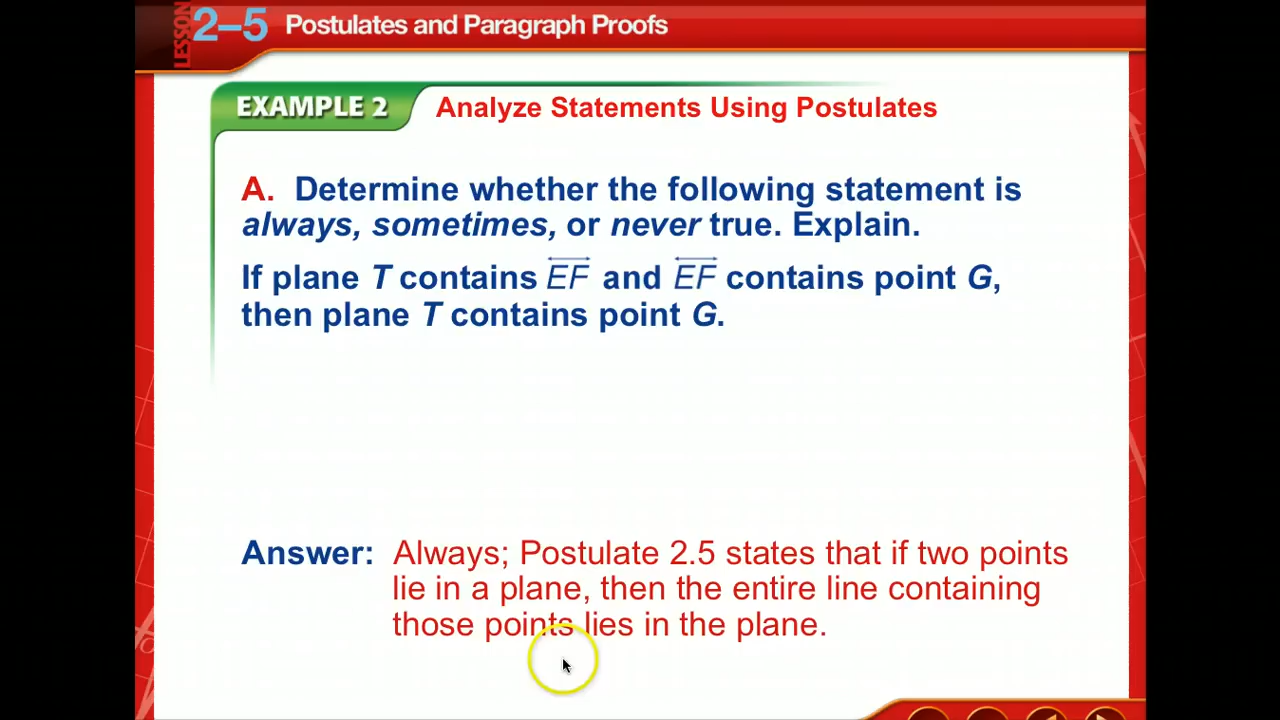 LESSON 2–5 Postulates and Paragraph Proofs
EXAMPLE 2 Analyze Statements Using Postulates
A. Determine whether the following statement is
always, sometimes, or never true. Explain.
If plane T contains EF and EF contains point G,
then plane T contains point G.
Answer: Always; Postulate 2.5 states that if two points
lie in a plane, then the entire line containing
those points lies in the plane.